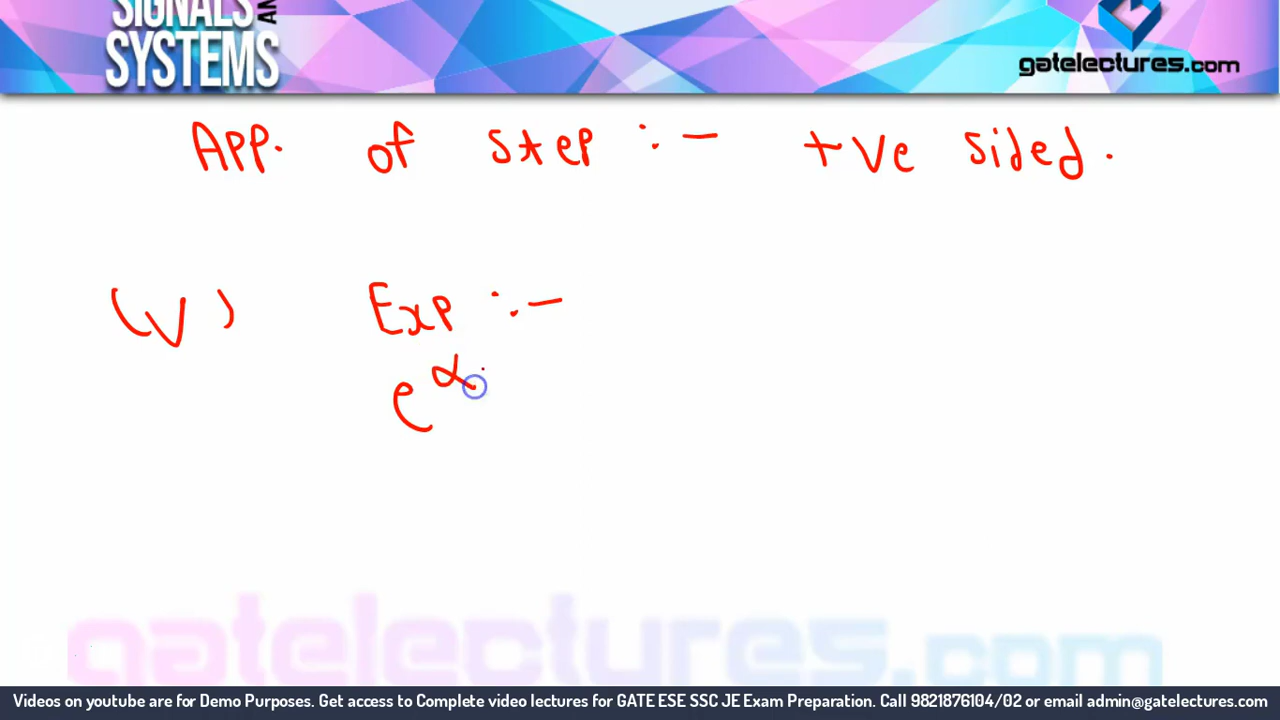 SIGNALS AN
SYSTEMS
gatelectures.com
App. of step :- +ve sided.
(V) Exp :-
e^α
gatelectures.com
Videos on youtube are for Demo Purposes. Get access to Complete video lectures for GATE ESE SSC JE Exam Preparation. Call 9821876104/02 or email admin@gatelectures.com